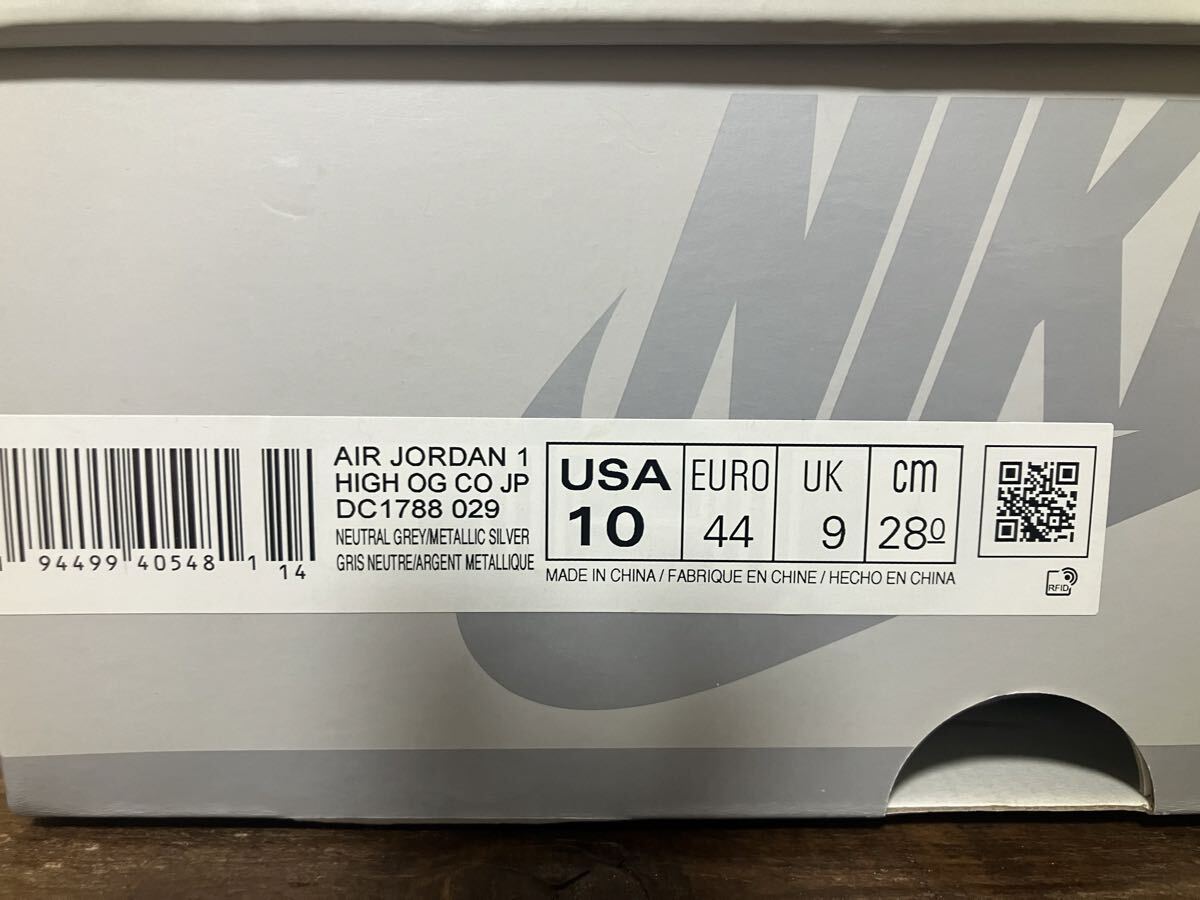 NIK
AIR JORDAN 1
HIGH OG CO JP
DC1788 029
NEUTRAL GREY/METALLIC SILVER
GRIS NEUTRE/ARGENT METALLIQUE
94499 40548 1 14
USA EURO UK cm
10 44 9 280
MADE IN CHINA / FABRIQUE EN CHINE / HECHO EN CHINA
RFID